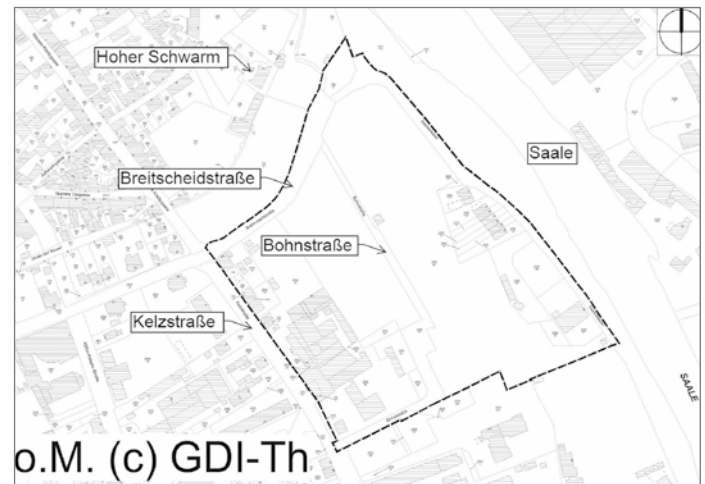 Hoher Schwarm
Saale
Breitscheidstraße
Bohnstraße
Kelzstraße
SAALE
o.M. (c) GDI-Th